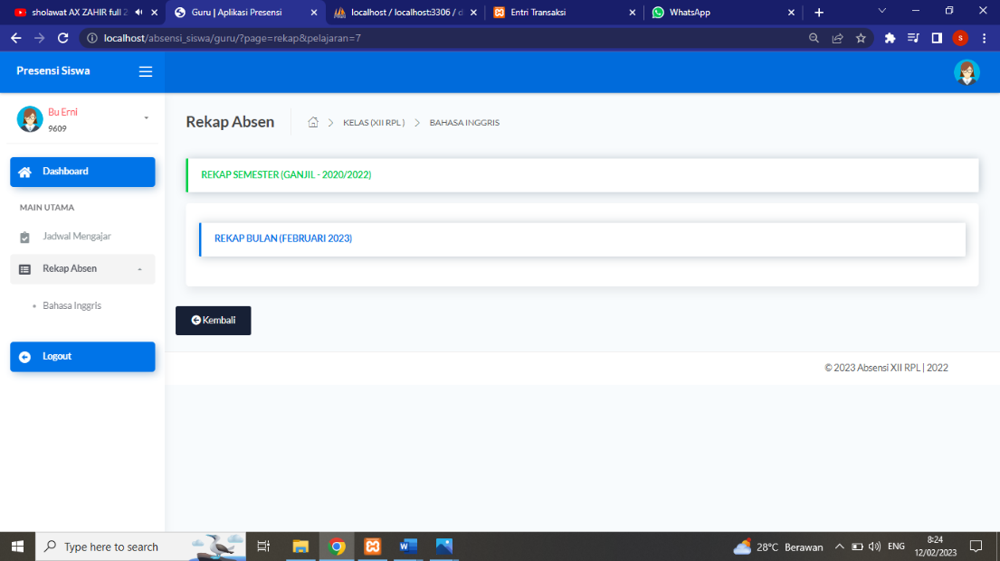 sholawat AX ZAHIR full 2
Guru | Aplikasi Presensi
localhost / localhost:3306 / d
Entri Transaksi
WhatsApp
localhost/absensi_siswa/guru/?page=rekap&pelajaran=7
S
Presensi Siswa
Bu Erni
9609
Rekap Absen
KELAS (XII RPL )
BAHASA INGGRIS
Dashboard
REKAP SEMESTER (GANJIL - 2020/2022)
MAIN UTAMA
Jadwal Mengajar
REKAP BULAN (FEBRUARI 2023)
Rekap Absen
Bahasa Inggris
Kembali
Logout
© 2023 Absensi XII RPL | 2022
Type here to search
28°C Berawan
ENG
8:24
12/02/2023